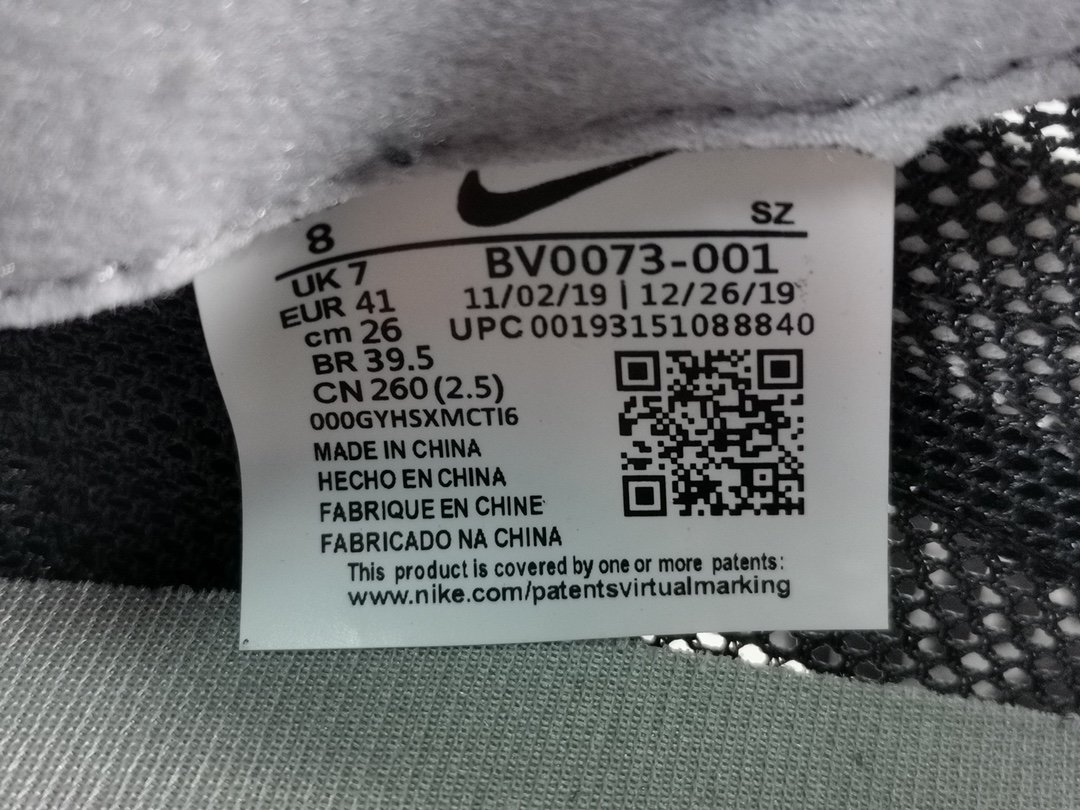 8 SZ
UK 7 BV0073-001
EUR 41 11/02/19 | 12/26/19
cm 26 UPC 00193151088840
BR 39.5
CN 260 (2.5)
000GYHSXMCTI6
MADE IN CHINA
HECHO EN CHINA
FABRIQUE EN CHINE
FABRICADO NA CHINA
This product is covered by one or more patents:
www.nike.com/patentsvirtualmarking